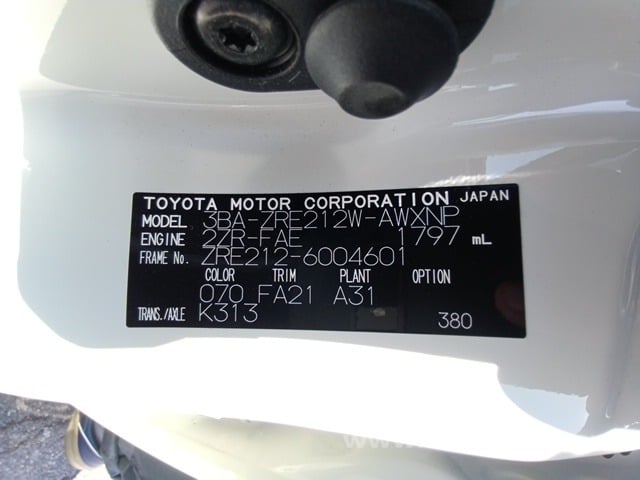 TOYOTA MOTOR CORPORATION JAPAN
MODEL 3BA-ZRE212W-AWXNP
ENGINE 2ZR-FAE 1797 mL
FRAME No. ZRE212-6004601
COLOR TRIM PLANT OPTION
070 FA21 A31
TRANS./AXLE K313 380